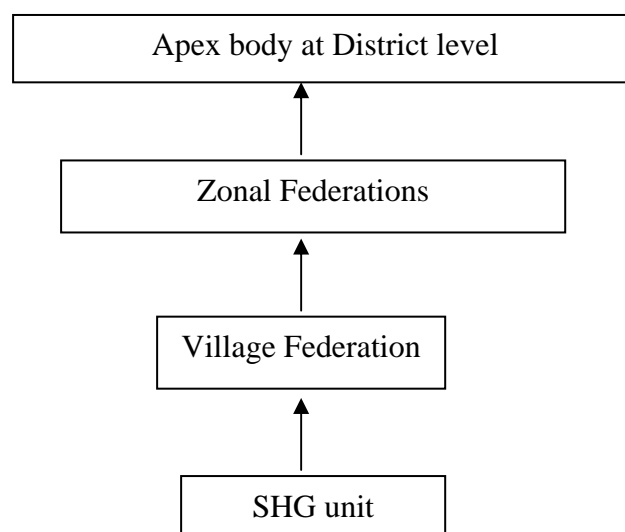 Apex body at District level
Zonal Federations
Village Federation
SHG unit